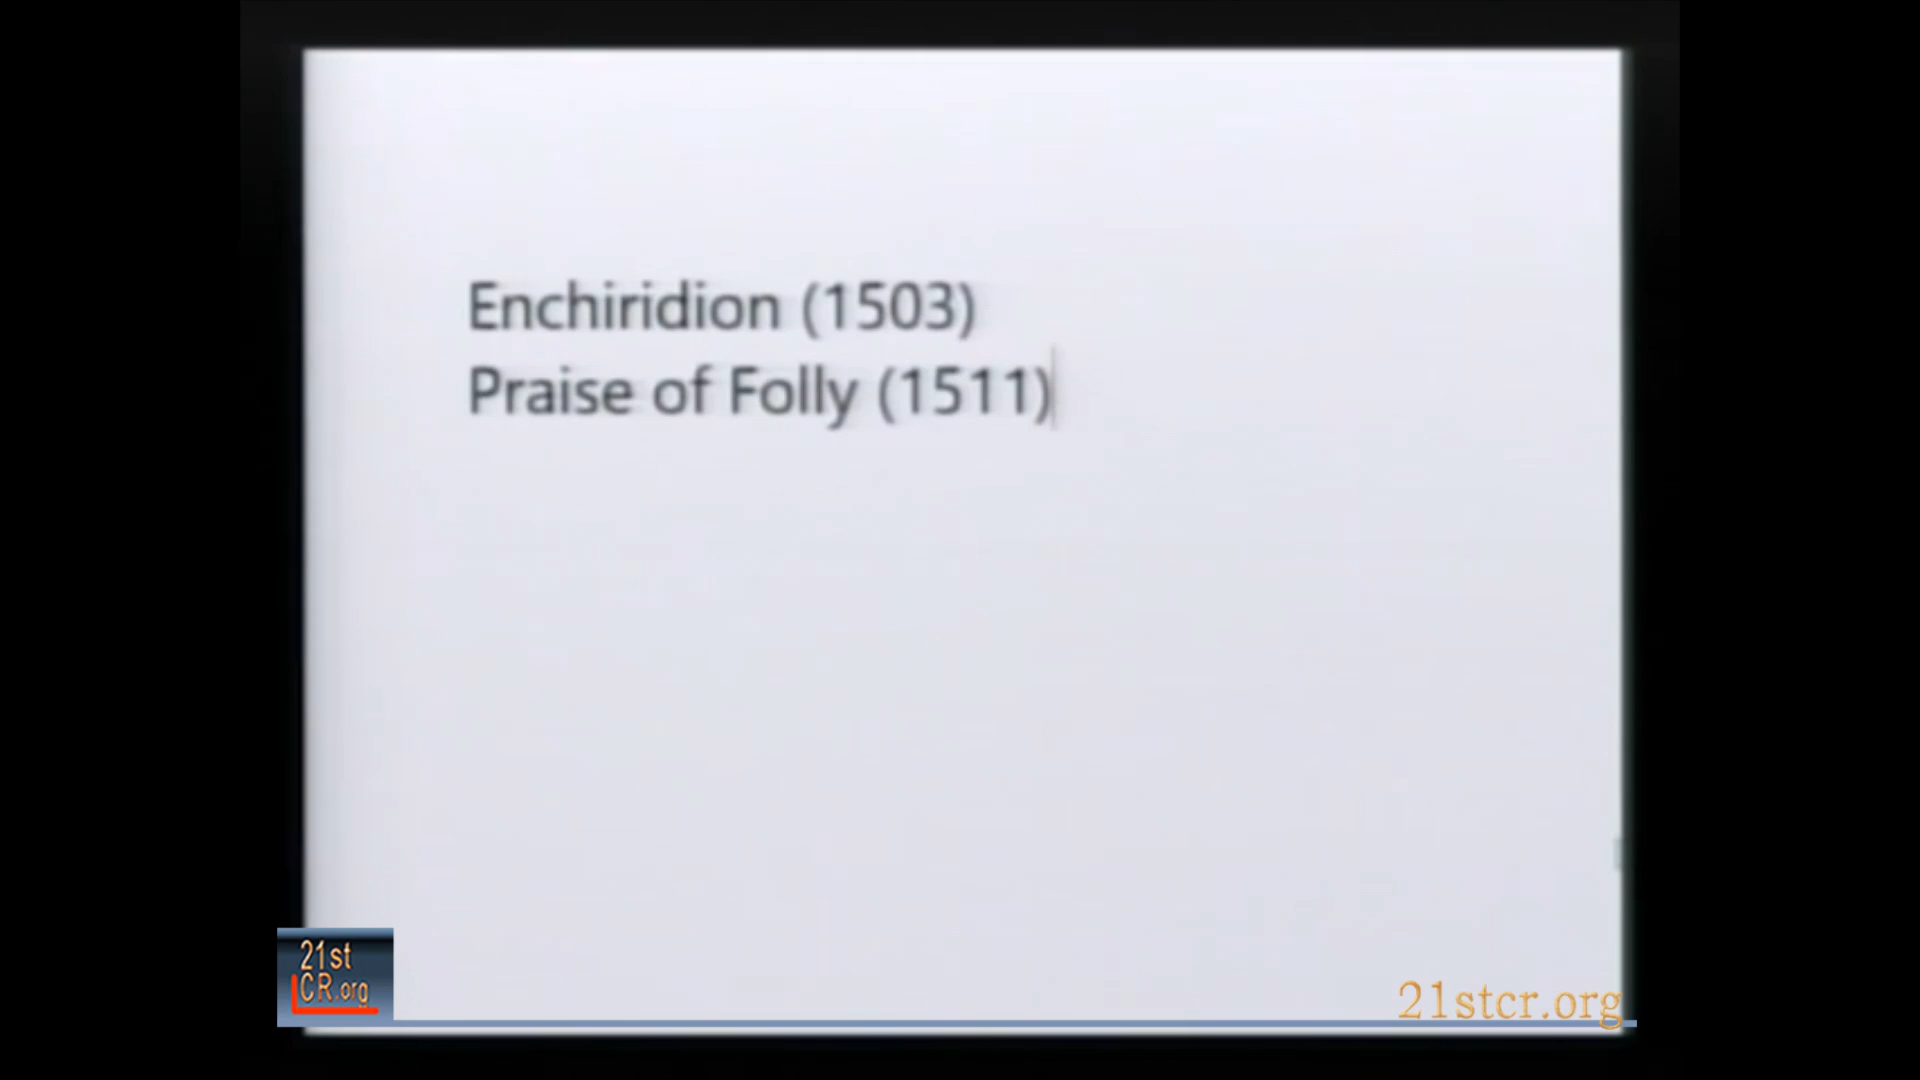 Enchiridion (1503)
Praise of Folly (1511)
21st
CR.org
21stcr.org